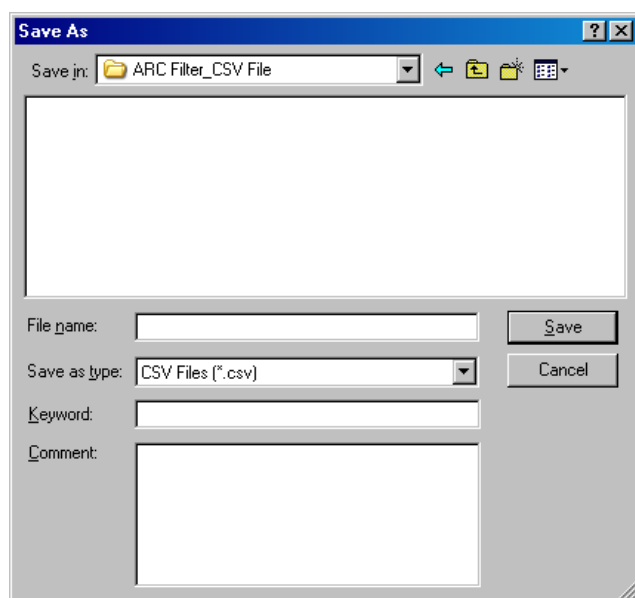 Save As
Save in: ARC Filter_CSV File
File name:
Save
Save as type: CSV Files (*.csv)
Cancel
Keyword:
Comment: